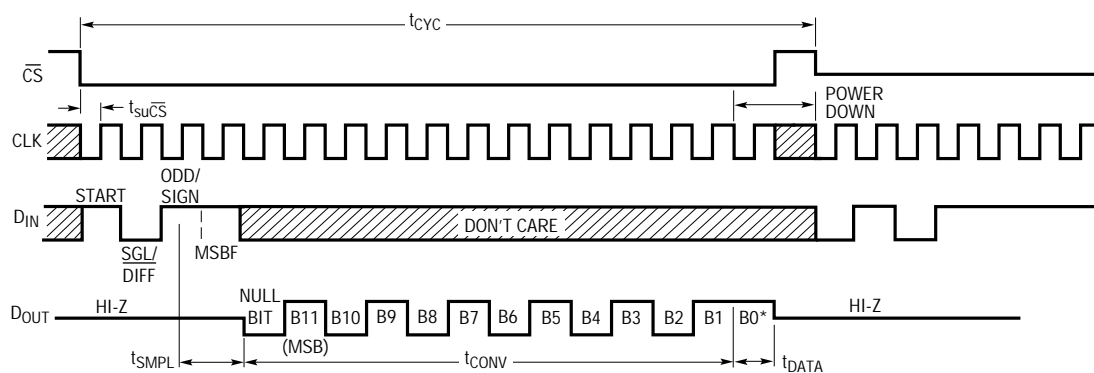 tCYC
CS
POWER
DOWN
tsuCS
CLK
ODD/
SIGN
START
DIN
DON'T CARE
MSBF
SGL/
DIFF
NULL
BIT
HI-Z
DOUT
B11 B10 B9 B8 B7 B6 B5 B4 B3 B2 B1 B0*
HI-Z
(MSB)
tSMPL
tCONV
tDATA